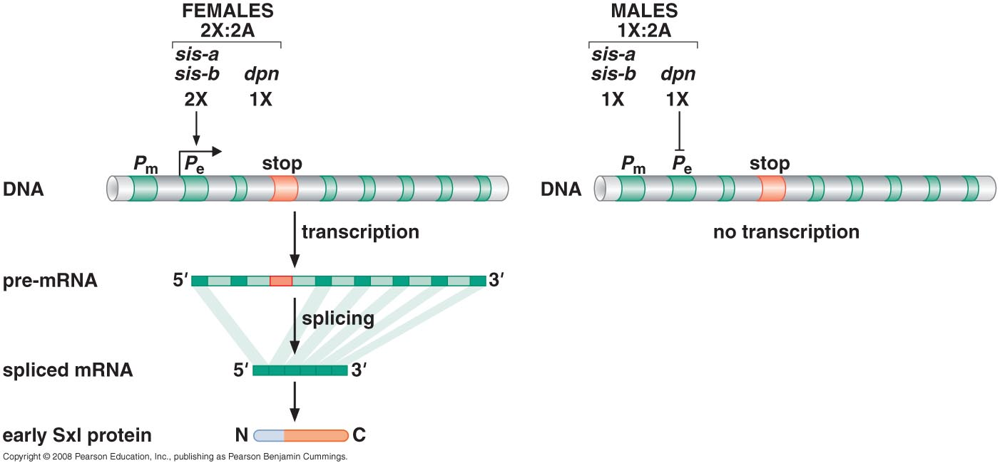 FEMALES
2X:2A
sis-a
sis-b dpn
2X 1X
Pm Pe stop
DNA
transcription
pre-mRNA 5′ 3′
splicing
spliced mRNA 5′ 3′
early Sxl protein N C
MALES
1X:2A
sis-a
sis-b dpn
1X 1X
Pm Pe stop
DNA
no transcription
Copyright © 2008 Pearson Education, Inc., publishing as Pearson Benjamin Cummings.